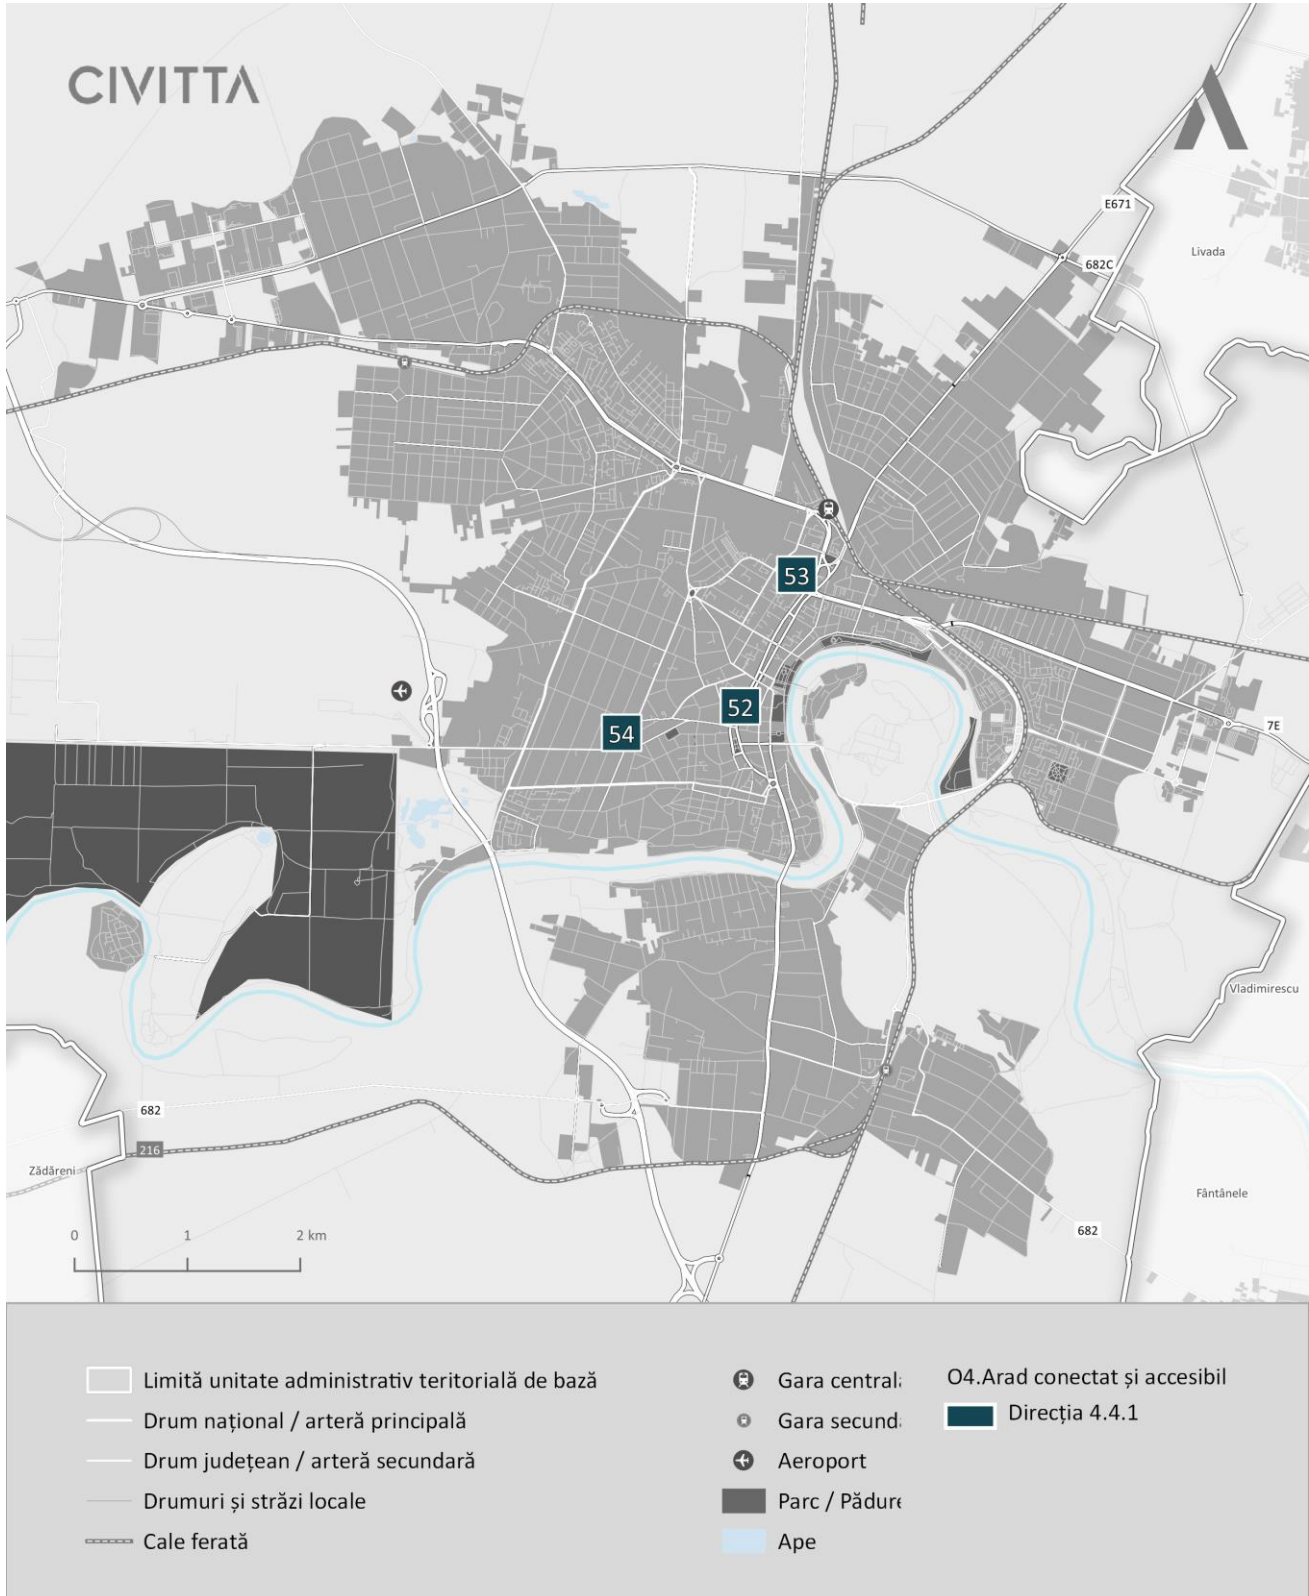 CIVITTA
E671
Livada
682C
53
52
7E
54
Vladimirescu
682
216
Zădăreni
Fântânele
682
0 1 2 km
Limită unitate administrativ teritorială de bază
Drum național / arteră principală
Drum județean / arteră secundară
Drumuri și străzi locale
Cale ferată
Gara central
Gara secund
Aeroport
Parc / Pădure
Ape
O4.Arad conectat și accesibil
Direcția 4.4.1